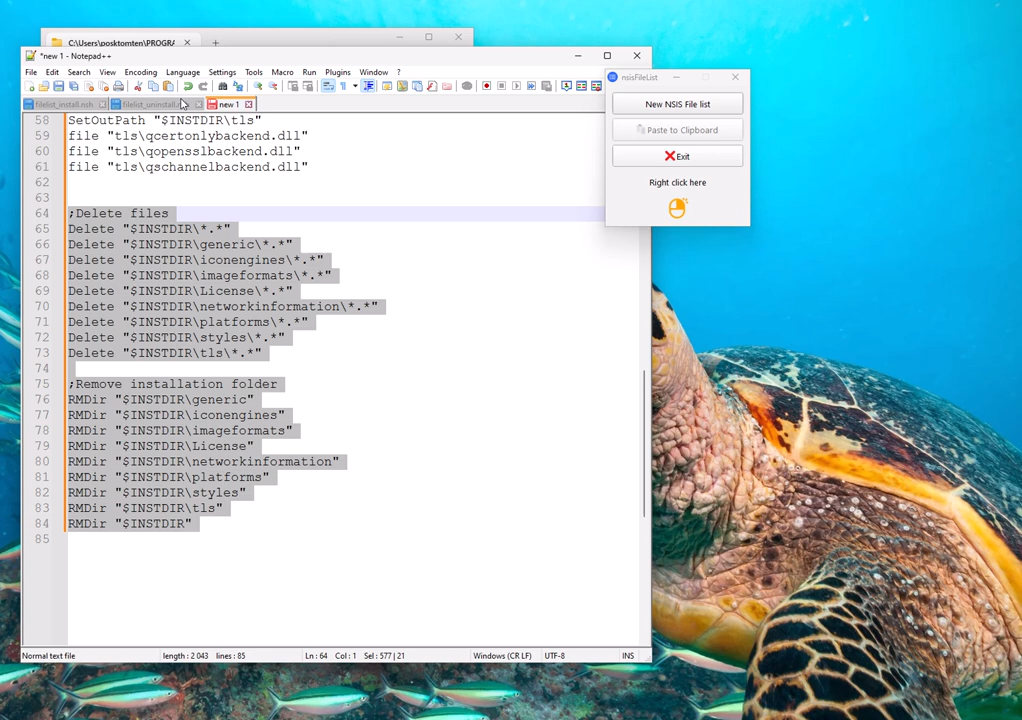 C:\Users\posktomten\PROGRA
*new 1 - Notepad++
File Edit Search View Encoding Language Settings Tools Macro Run Plugins Window ?
filelist_install.nsh filelist_uninstall. new 1
58 SetOutPath "$INSTDIR\tls"
59 file "tls\qcertonlybackend.dll"
60 file "tls\qopensslbackend.dll"
61 file "tls\qschannelbackend.dll"
62
63
64 ;Delete files
65 Delete "$INSTDIR\*.*"
66 Delete "$INSTDIR\generic\*.*"
67 Delete "$INSTDIR\iconengines\*.*"
68 Delete "$INSTDIR\imageformats\*.*"
69 Delete "$INSTDIR\License\*.*"
70 Delete "$INSTDIR\networkinformation\*.*"
71 Delete "$INSTDIR\platforms\*.*"
72 Delete "$INSTDIR\styles\*.*"
73 Delete "$INSTDIR\tls\*.*"
74
75 ;Remove installation folder
76 RMDir "$INSTDIR\generic"
77 RMDir "$INSTDIR\iconengines"
78 RMDir "$INSTDIR\imageformats"
79 RMDir "$INSTDIR\License"
80 RMDir "$INSTDIR\networkinformation"
81 RMDir "$INSTDIR\platforms"
82 RMDir "$INSTDIR\styles"
83 RMDir "$INSTDIR\tls"
84 RMDir "$INSTDIR"
85
Normal text file length : 2 043 lines : 85 Ln : 64 Col : 1 Sel : 577 | 21 Windows (CR LF) UTF-8 INS
nsisFileList
New NSIS File list
Paste to Clipboard
Exit
Right click here